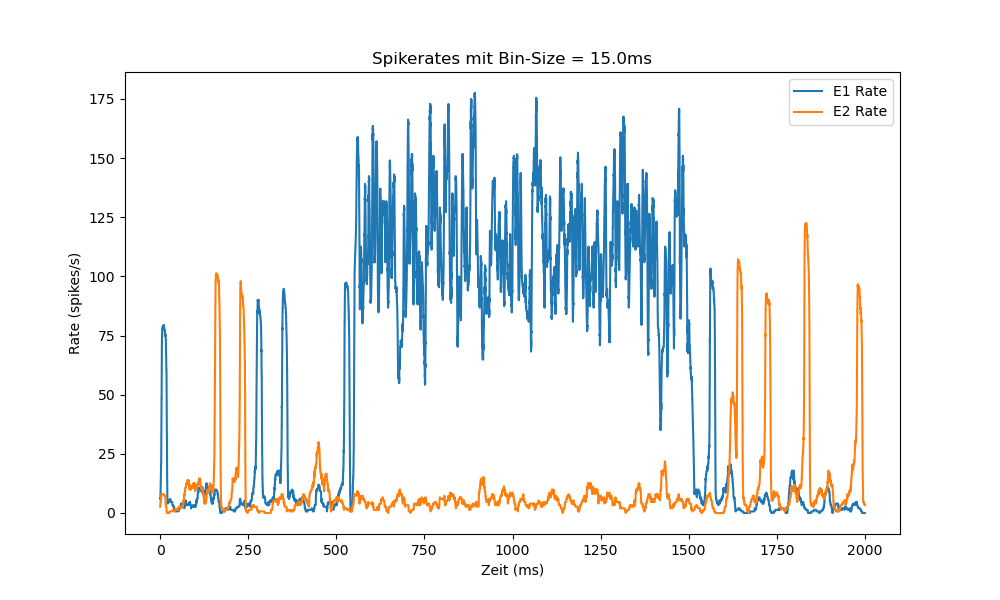 Spikerates mit Bin-Size = 15.0ms
E1 Rate
E2 Rate
Rate (spikes/s)
175
150
125
100
75
50
25
0
0 250 500 750 1000 1250 1500 1750 2000
Zeit (ms)